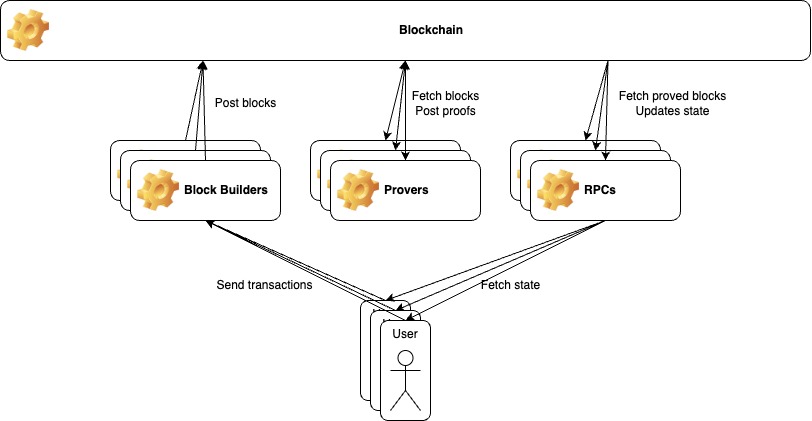 Blockchain
Post blocks
Fetch blocks
Post proofs
Fetch proved blocks
Updates state
Block Builders
Provers
RPCs
Send transactions
Fetch state
User